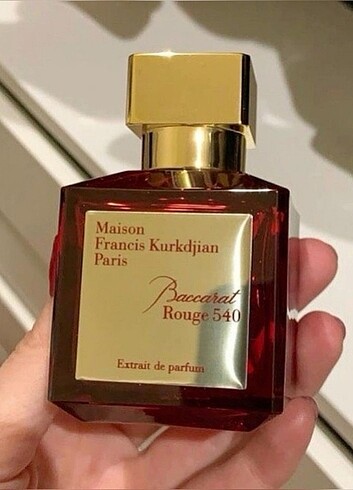 Maison
Francis Kurkdjian
Paris
Baccarat
Rouge 540
Extrait de parfum